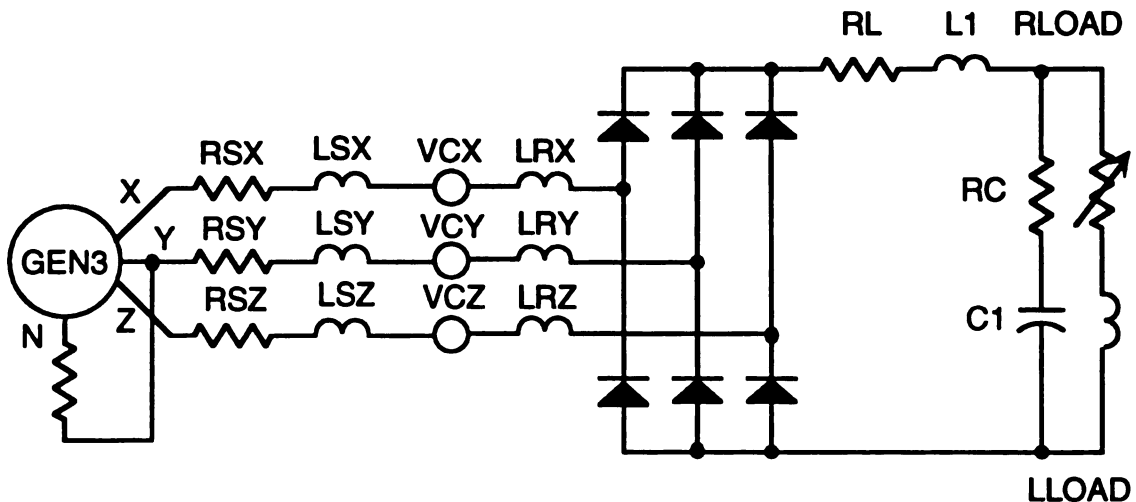 RL L1 RLOAD
RSX LSX VCX LRX
X
RC
Y RSY LSY VCY LRY
GEN3
Z RSZ LSZ VCZ LRZ
N
C1
LLOAD